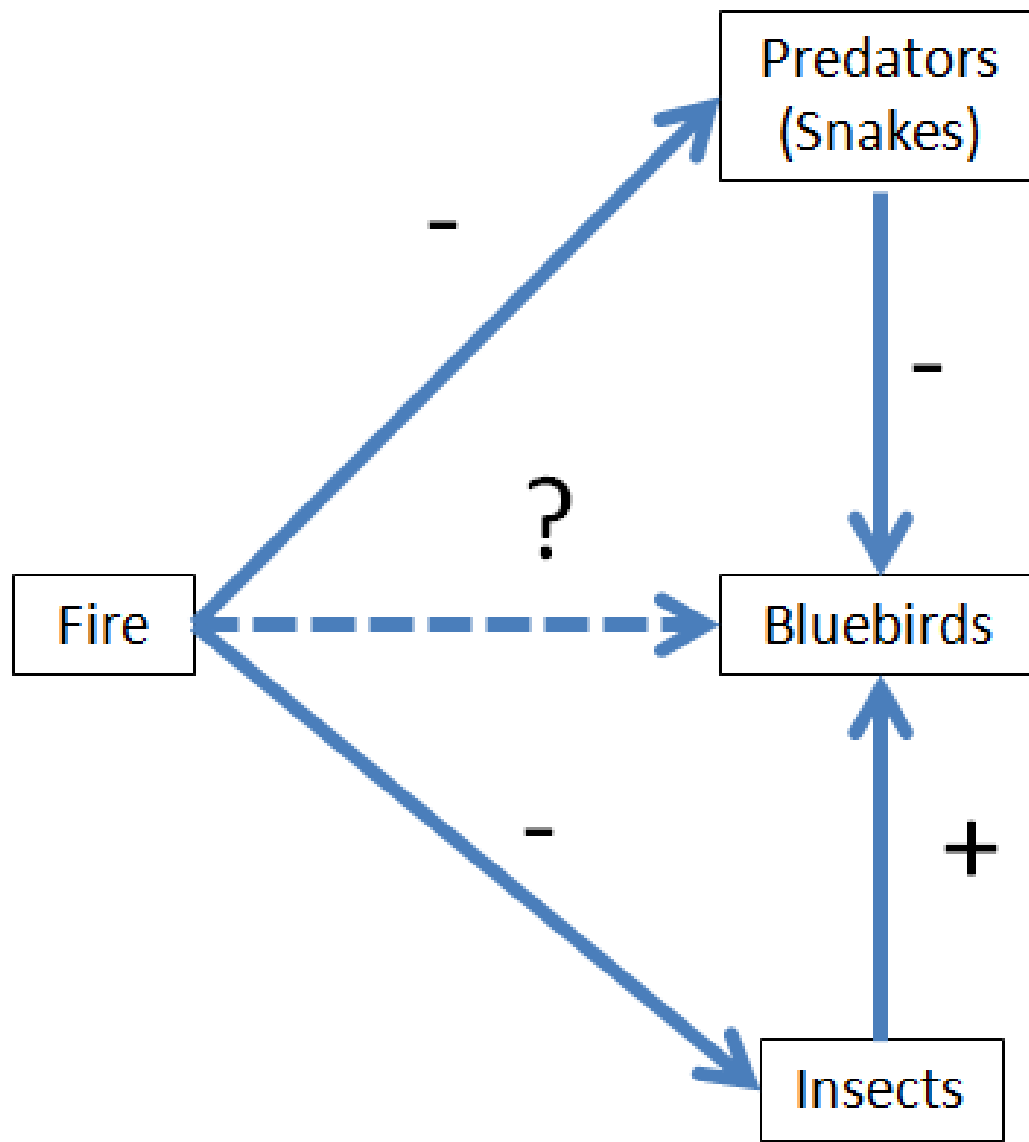 Predators
(Snakes)
-
-
?
Fire
Bluebirds
-
+
Insects